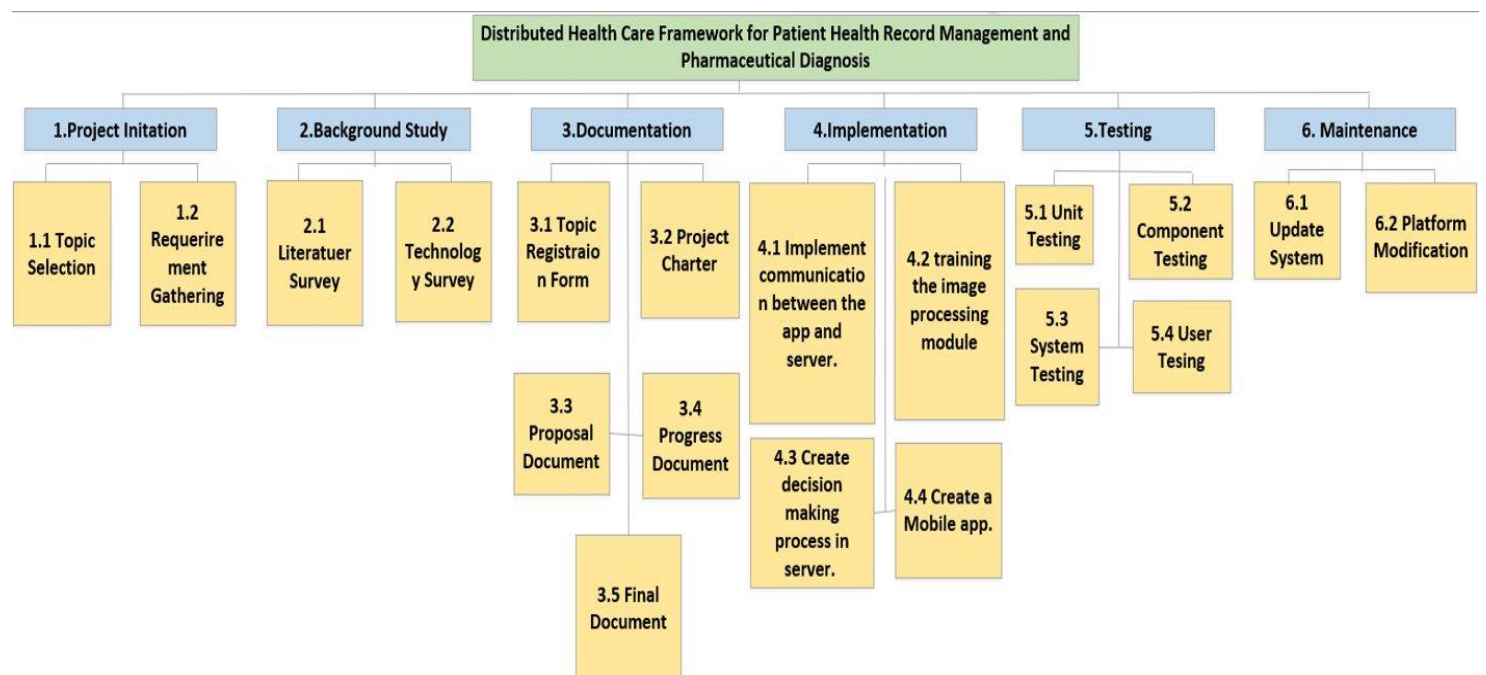 Distributed Health Care Framework for Patient Health Record Management and
Pharmaceutical Diagnosis
1.Project Initation
2.Background Study
3.Documentation
4.Implementation
5.Testing
6. Maintenance
1.1 Topic
Selection
1.2
Requerire
ment
Gathering
2.1
Literatuer
Survey
2.2
Technolog
y Survey
3.1 Topic
Registraio
n Form
3.2 Project
Charter
3.3
Proposal
Document
3.4
Progress
Document
3.5 Final
Document
4.1 Implement
communicatio
n between the
app and
server.
4.2 training
the image
processing
module
4.3 Create
decision
making
process in
server.
4.4 Create a
Mobile app.
5.1 Unit
Testing
5.2
Component
Testing
5.3
System
Testing
5.4 User
Tesing
6.1
Update
System
6.2 Platform
Modification